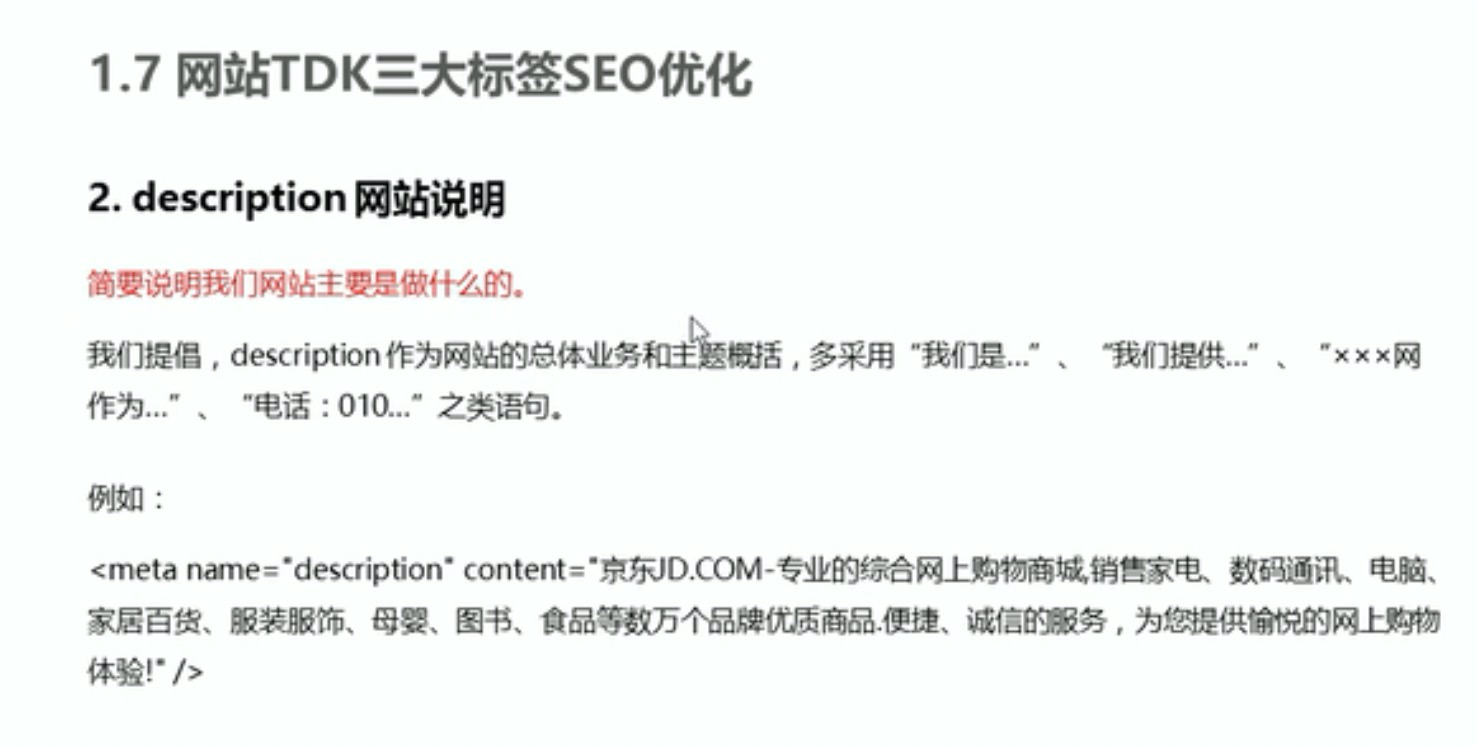 1.7 网站TDK三大标签SEO优化
2. description 网站说明
简要说明我们网站主要是做什么的。
我们提倡，description 作为网站的总体业务和主题概括，多采用“我们是...”、“我们提供...”、“×××网
作为...”、“电话：010...”之类语句。
例如：
<meta name="description" content="京东JD.COM-专业的综合网上购物商城,销售家电、数码通讯、电脑、
家居百货、服装服饰、母婴、图书、食品等数万个品牌优质商品.便捷、诚信的服务，为您提供愉悦的网上购物
体验!" />